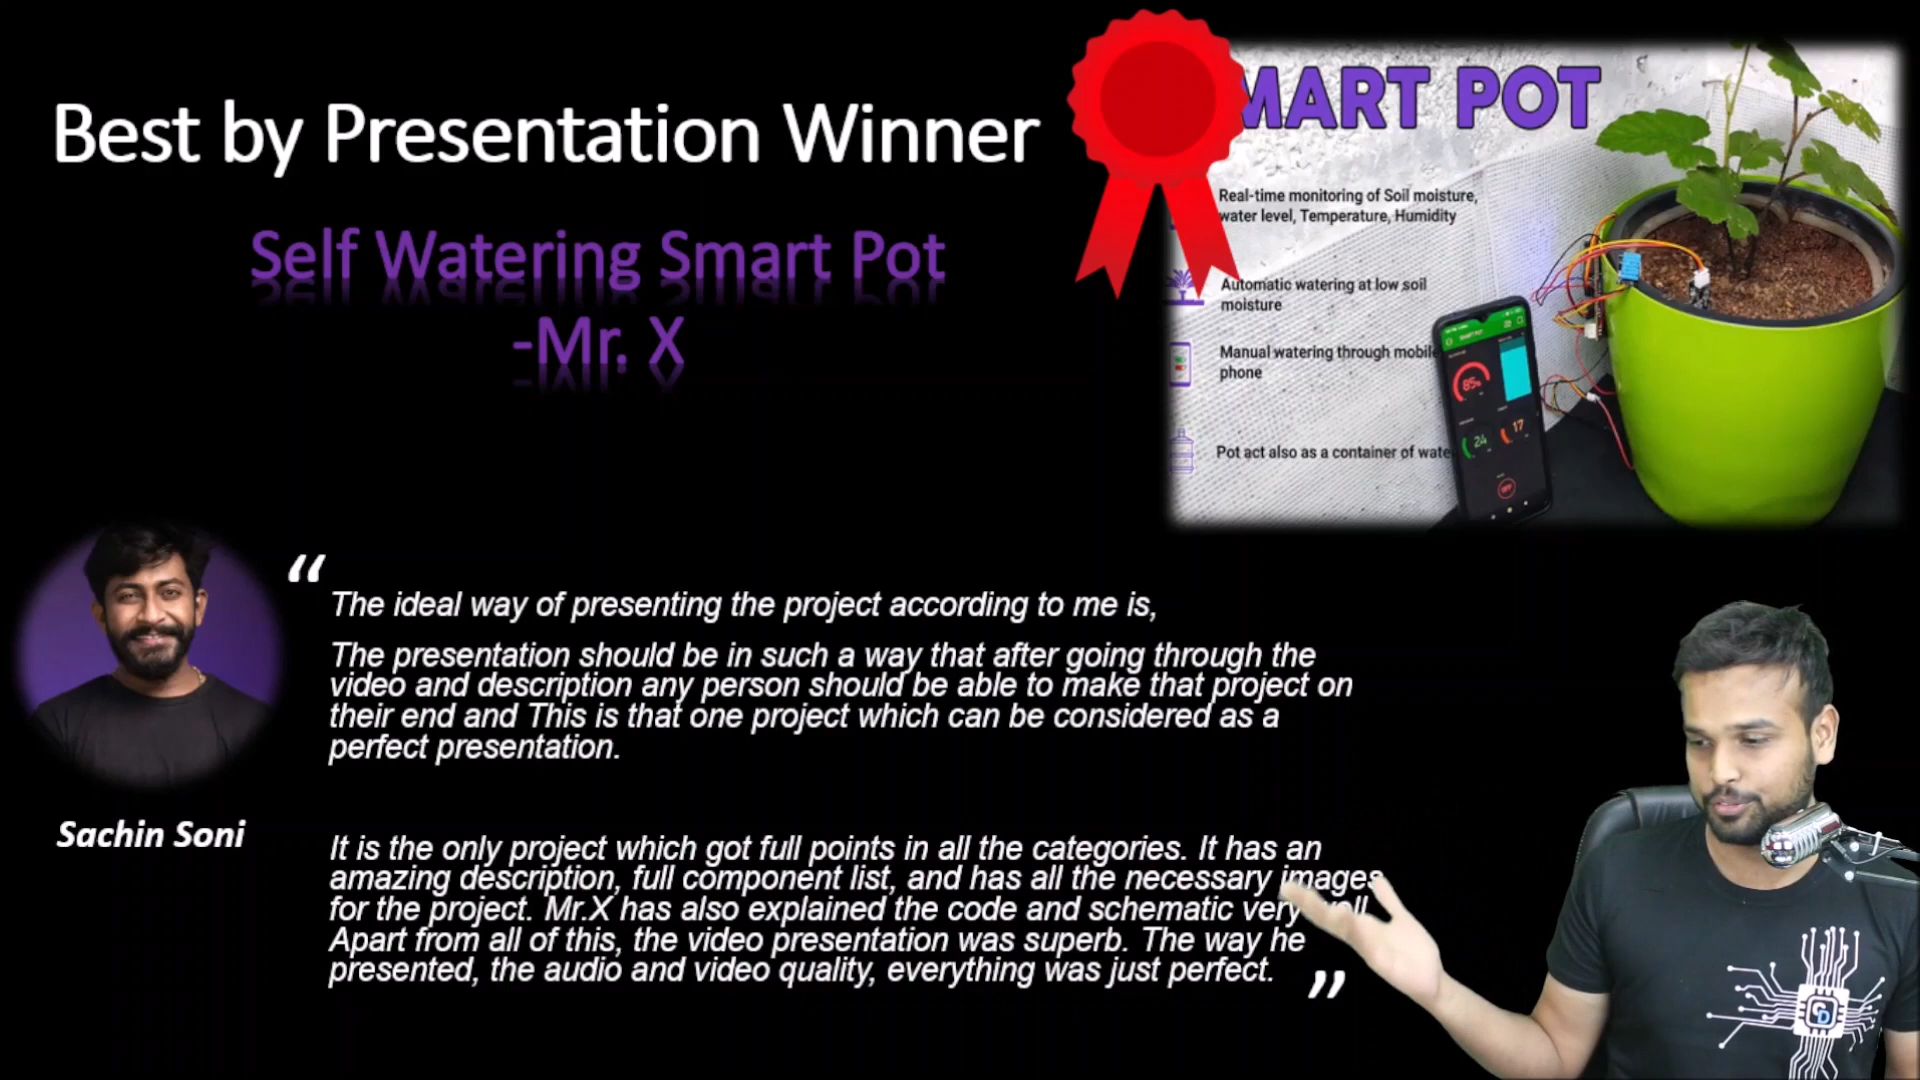 Best by Presentation Winner
Self Watering Smart Pot
-Mr. X
MART POT
Real-time monitoring of Soil moisture,
water level, Temperature, Humidity
Automatic watering at low soil
moisture
Manual watering through mobile
phone
Pot act also as a container of wate
85%
24
17
OFF
“
The ideal way of presenting the project according to me is,
The presentation should be in such a way that after going through the
video and description any person should be able to make that project on
their end and This is that one project which can be considered as a
perfect presentation.
Sachin Soni
It is the only project which got full points in all the categories. It has an
amazing description, full component list, and has all the necessary images
for the project. Mr.X has also explained the code and schematic very
Apart from all of this, the video presentation was superb. The way he
presented, the audio and video quality, everything was just perfect.
”
CD